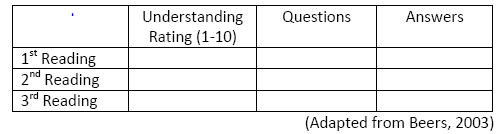 Understanding Rating (1-10) Questions Answers
1st Reading
2nd Reading
3rd Reading
(Adapted from Beers, 2003)